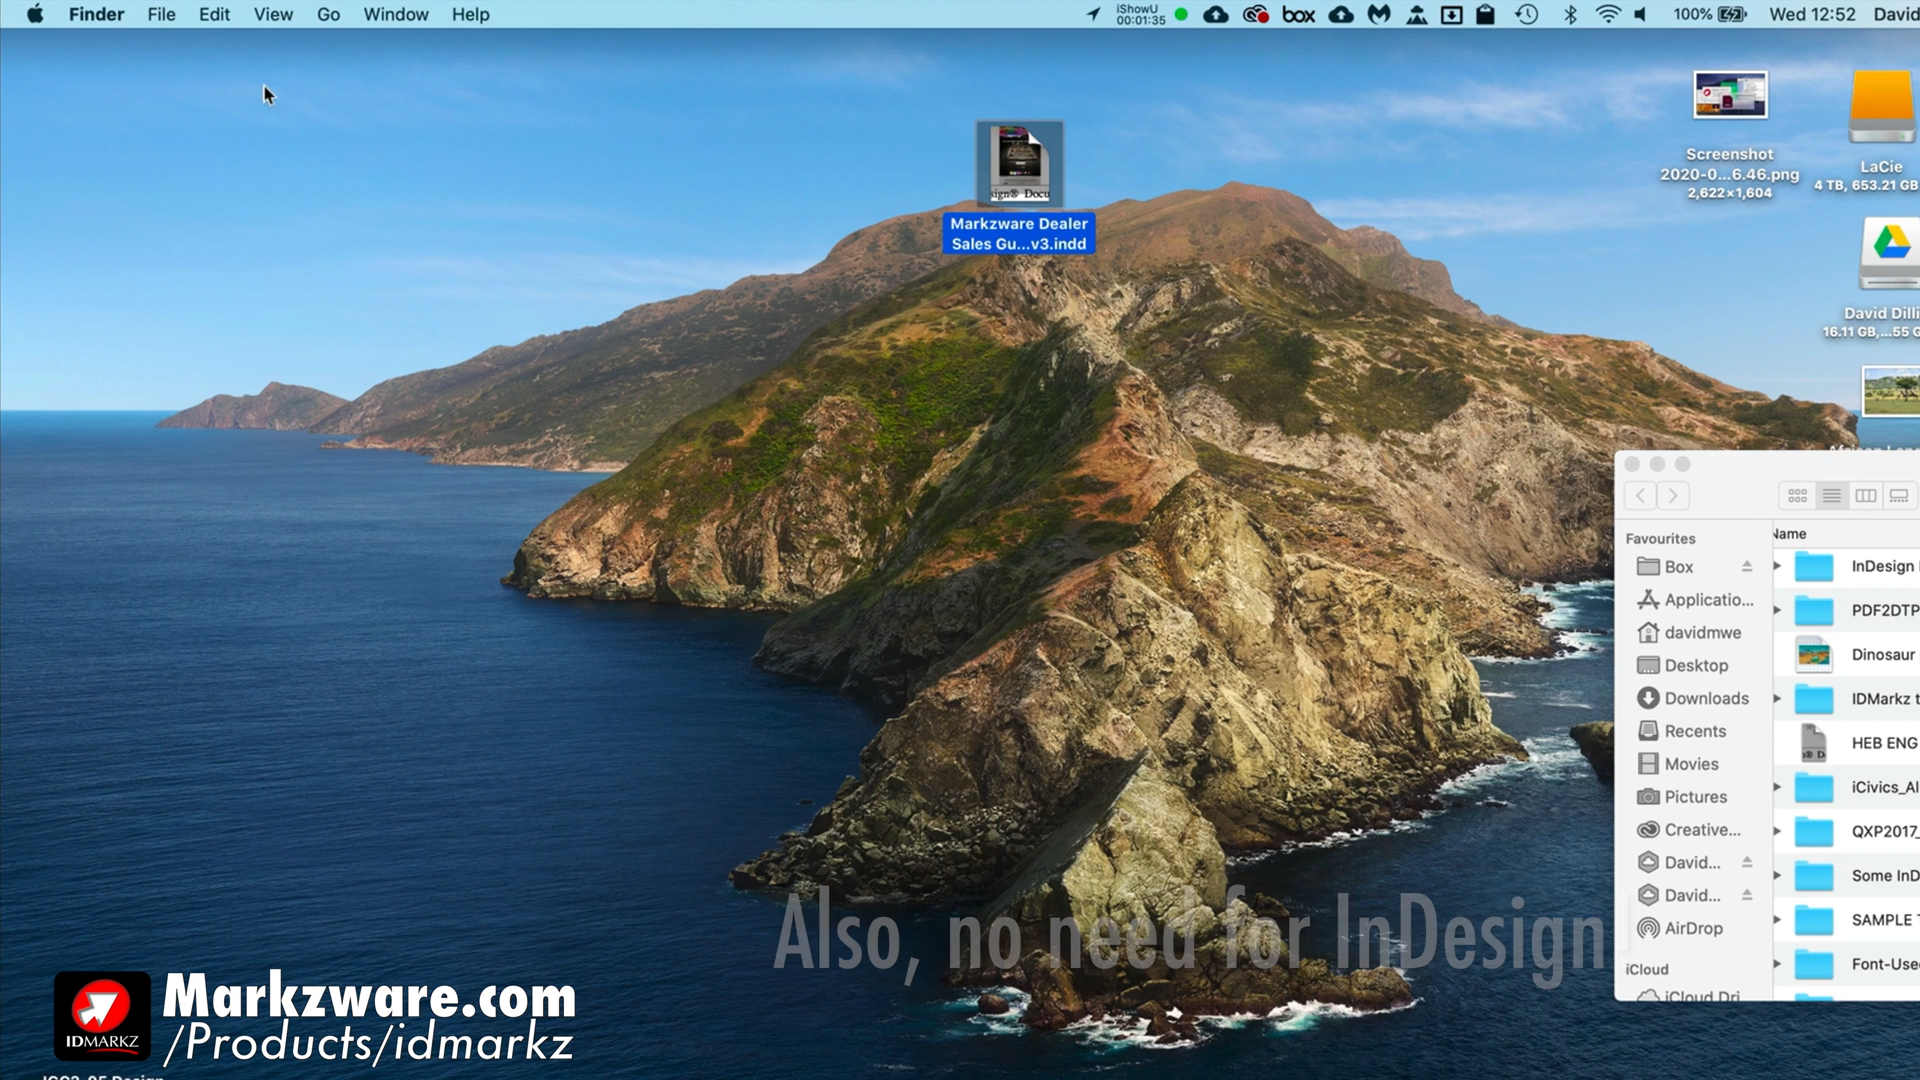 Finder File Edit View Go Window Help
iShowU
00:01:35
box
100%
Wed 12:52
David
sign® Docu
Markzware Dealer
Sales Gu...v3.indd
Screenshot
2020-0...6.46.png
2,622×1,604
LaCie
4 TB, 653.21 GB
David Dilli
16.11 GB,...55 G
Name
Favourites
Box
Applicatio...
davidmwe
Desktop
Downloads
Recents
Movies
Pictures
Creative...
David...
David...
AirDrop
iCloud
iCloud Dri
InDesign
PDF2DTP
Dinosaur
IDMarkz t
HEB ENG
iCivics_Al
QXP2017_
Some InD
SAMPLE T
Font-Use
Also, no need for InDesign
IDMARKZ
Markzware.com
/Products/idmarkz